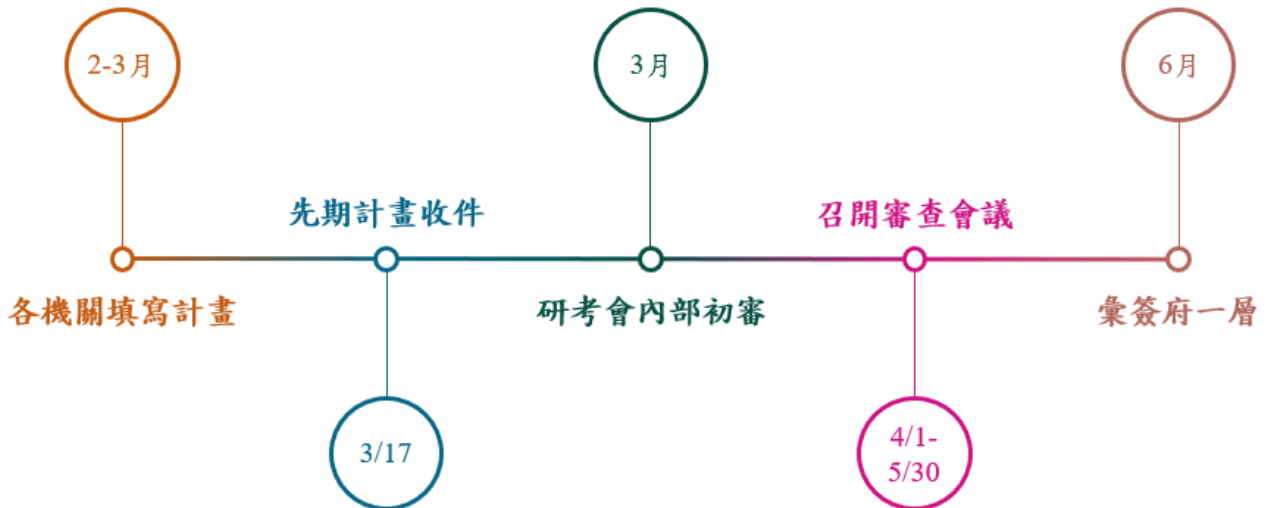 2-3月
3月
6月
先期計畫收件
召開審查會議
各機關填寫計畫
研考會內部初審
彙簽府一層
3/17
4/1-
5/30